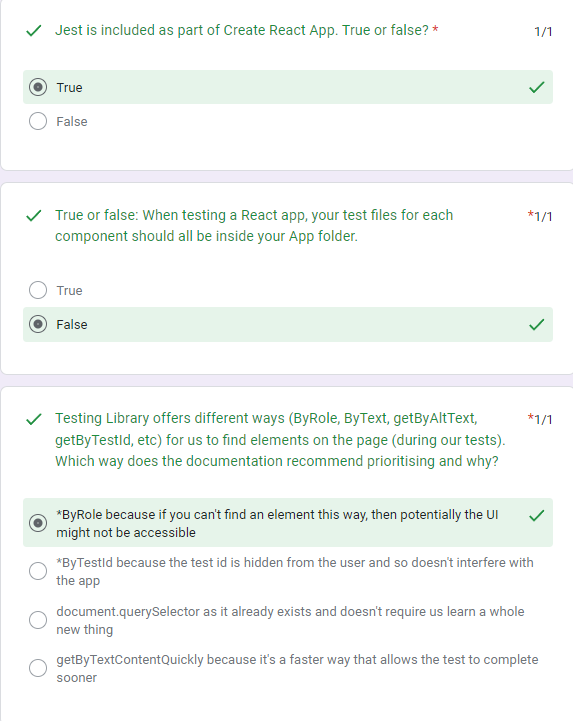 Jest is included as part of Create React App. True or false? * 1/1
True
False
True or false: When testing a React app, your test files for each *1/1
component should all be inside your App folder.
True
False
Testing Library offers different ways (ByRole, ByText, getByAltText, *1/1
getByTestId, etc) for us to find elements on the page (during our tests).
Which way does the documentation recommend prioritising and why?
*ByRole because if you can't find an element this way, then potentially the UI
might not be accessible
*ByTestId because the test id is hidden from the user and so doesn't interfere with
the app
document.querySelector as it already exists and doesn't require us learn a whole
new thing
getByTextContentQuickly because it's a faster way that allows the test to complete
sooner